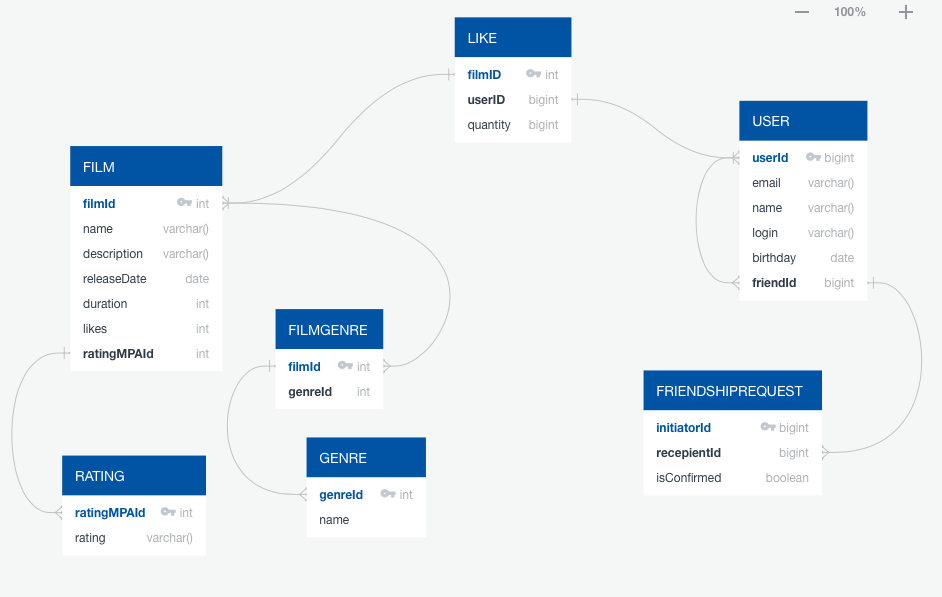 100%
LIKE
filmID int
userID bigint
quantity bigint
USER
userId bigint
email varchar()
name varchar()
login varchar()
birthday date
friendId bigint
FILM
filmId int
name varchar()
description varchar()
releaseDate date
duration int
likes int
ratingMPAId int
FILMGENRE
filmId int
genreId int
FRIENDSHIPREQUEST
initiatorId bigint
recepientId bigint
isConfirmed boolean
GENRE
genreId int
name
RATING
ratingMPAId int
rating varchar()